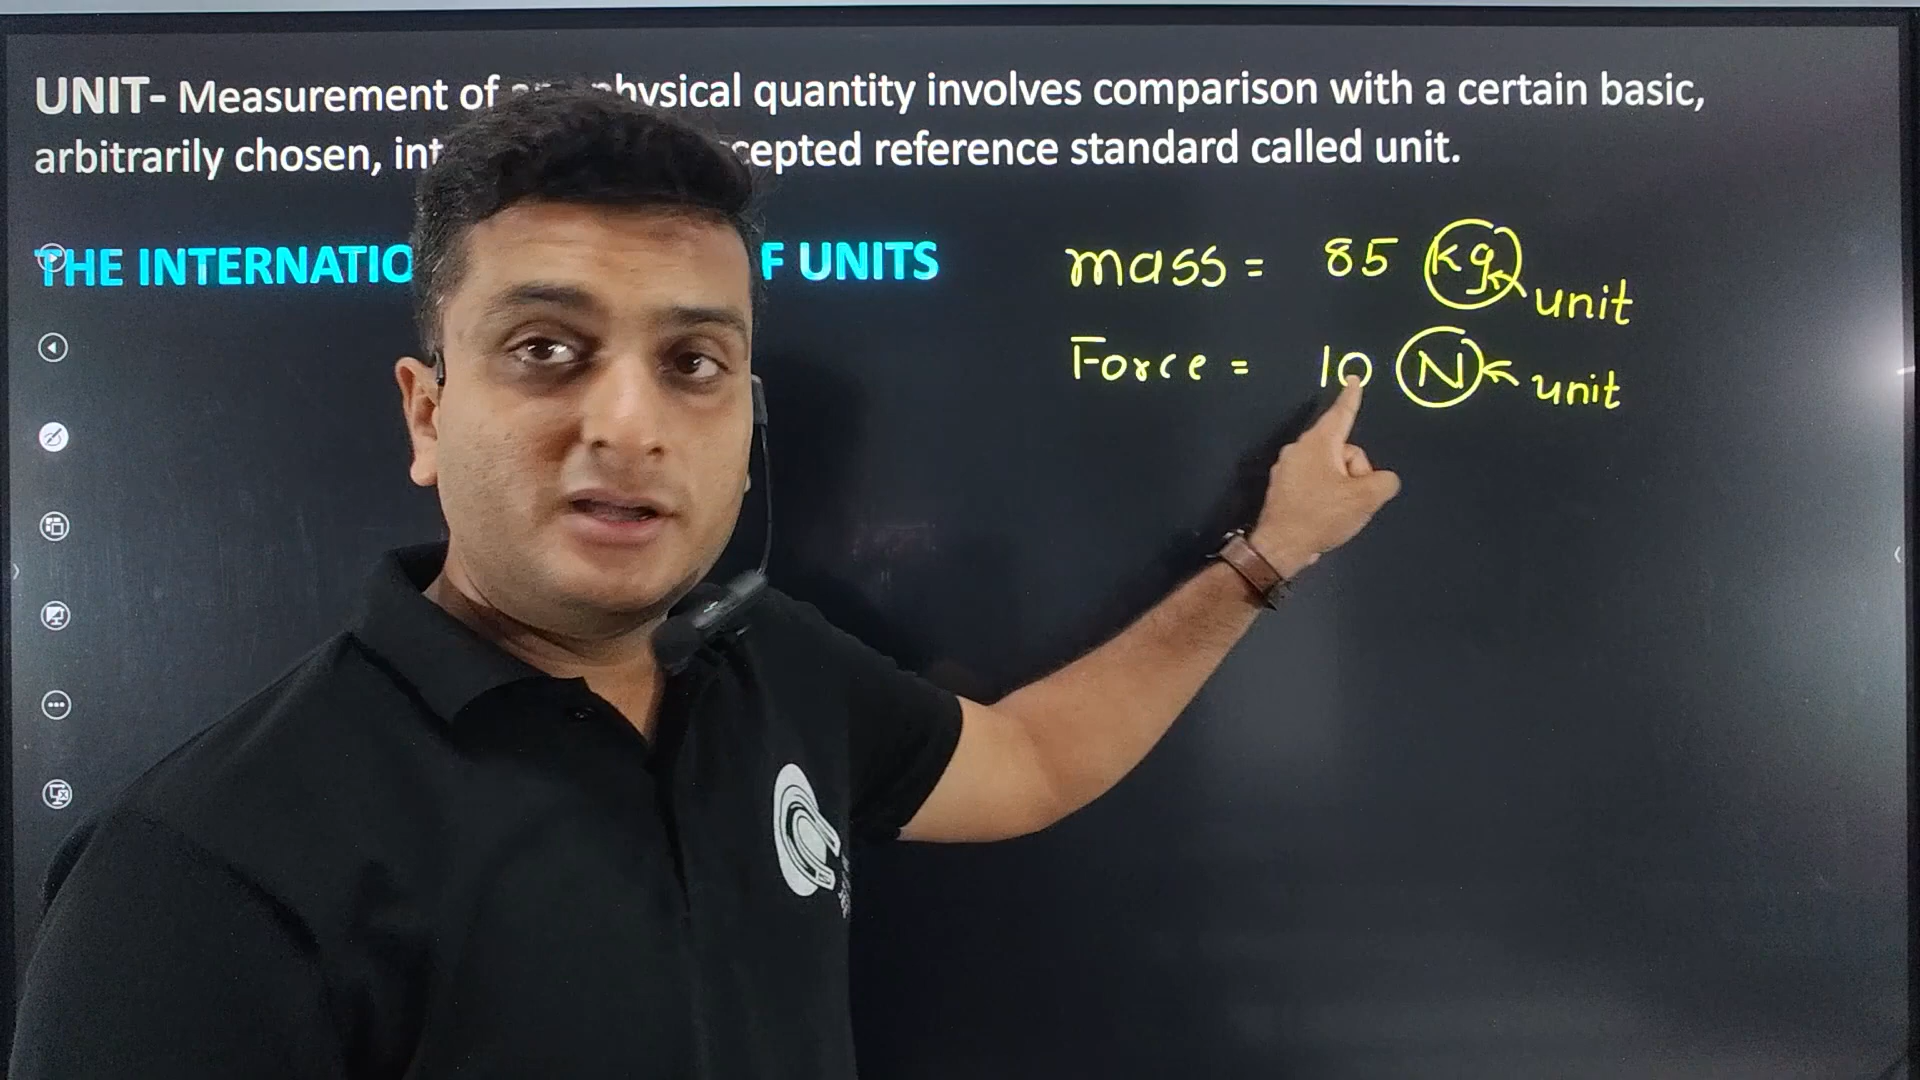 UNIT- Measurement of physical quantity involves comparison with a certain basic,
arbitrarily chosen, int cepted reference standard called unit.
THE INTERNATIO F UNITS
mass = 85 kg unit
Force = 10 N unit